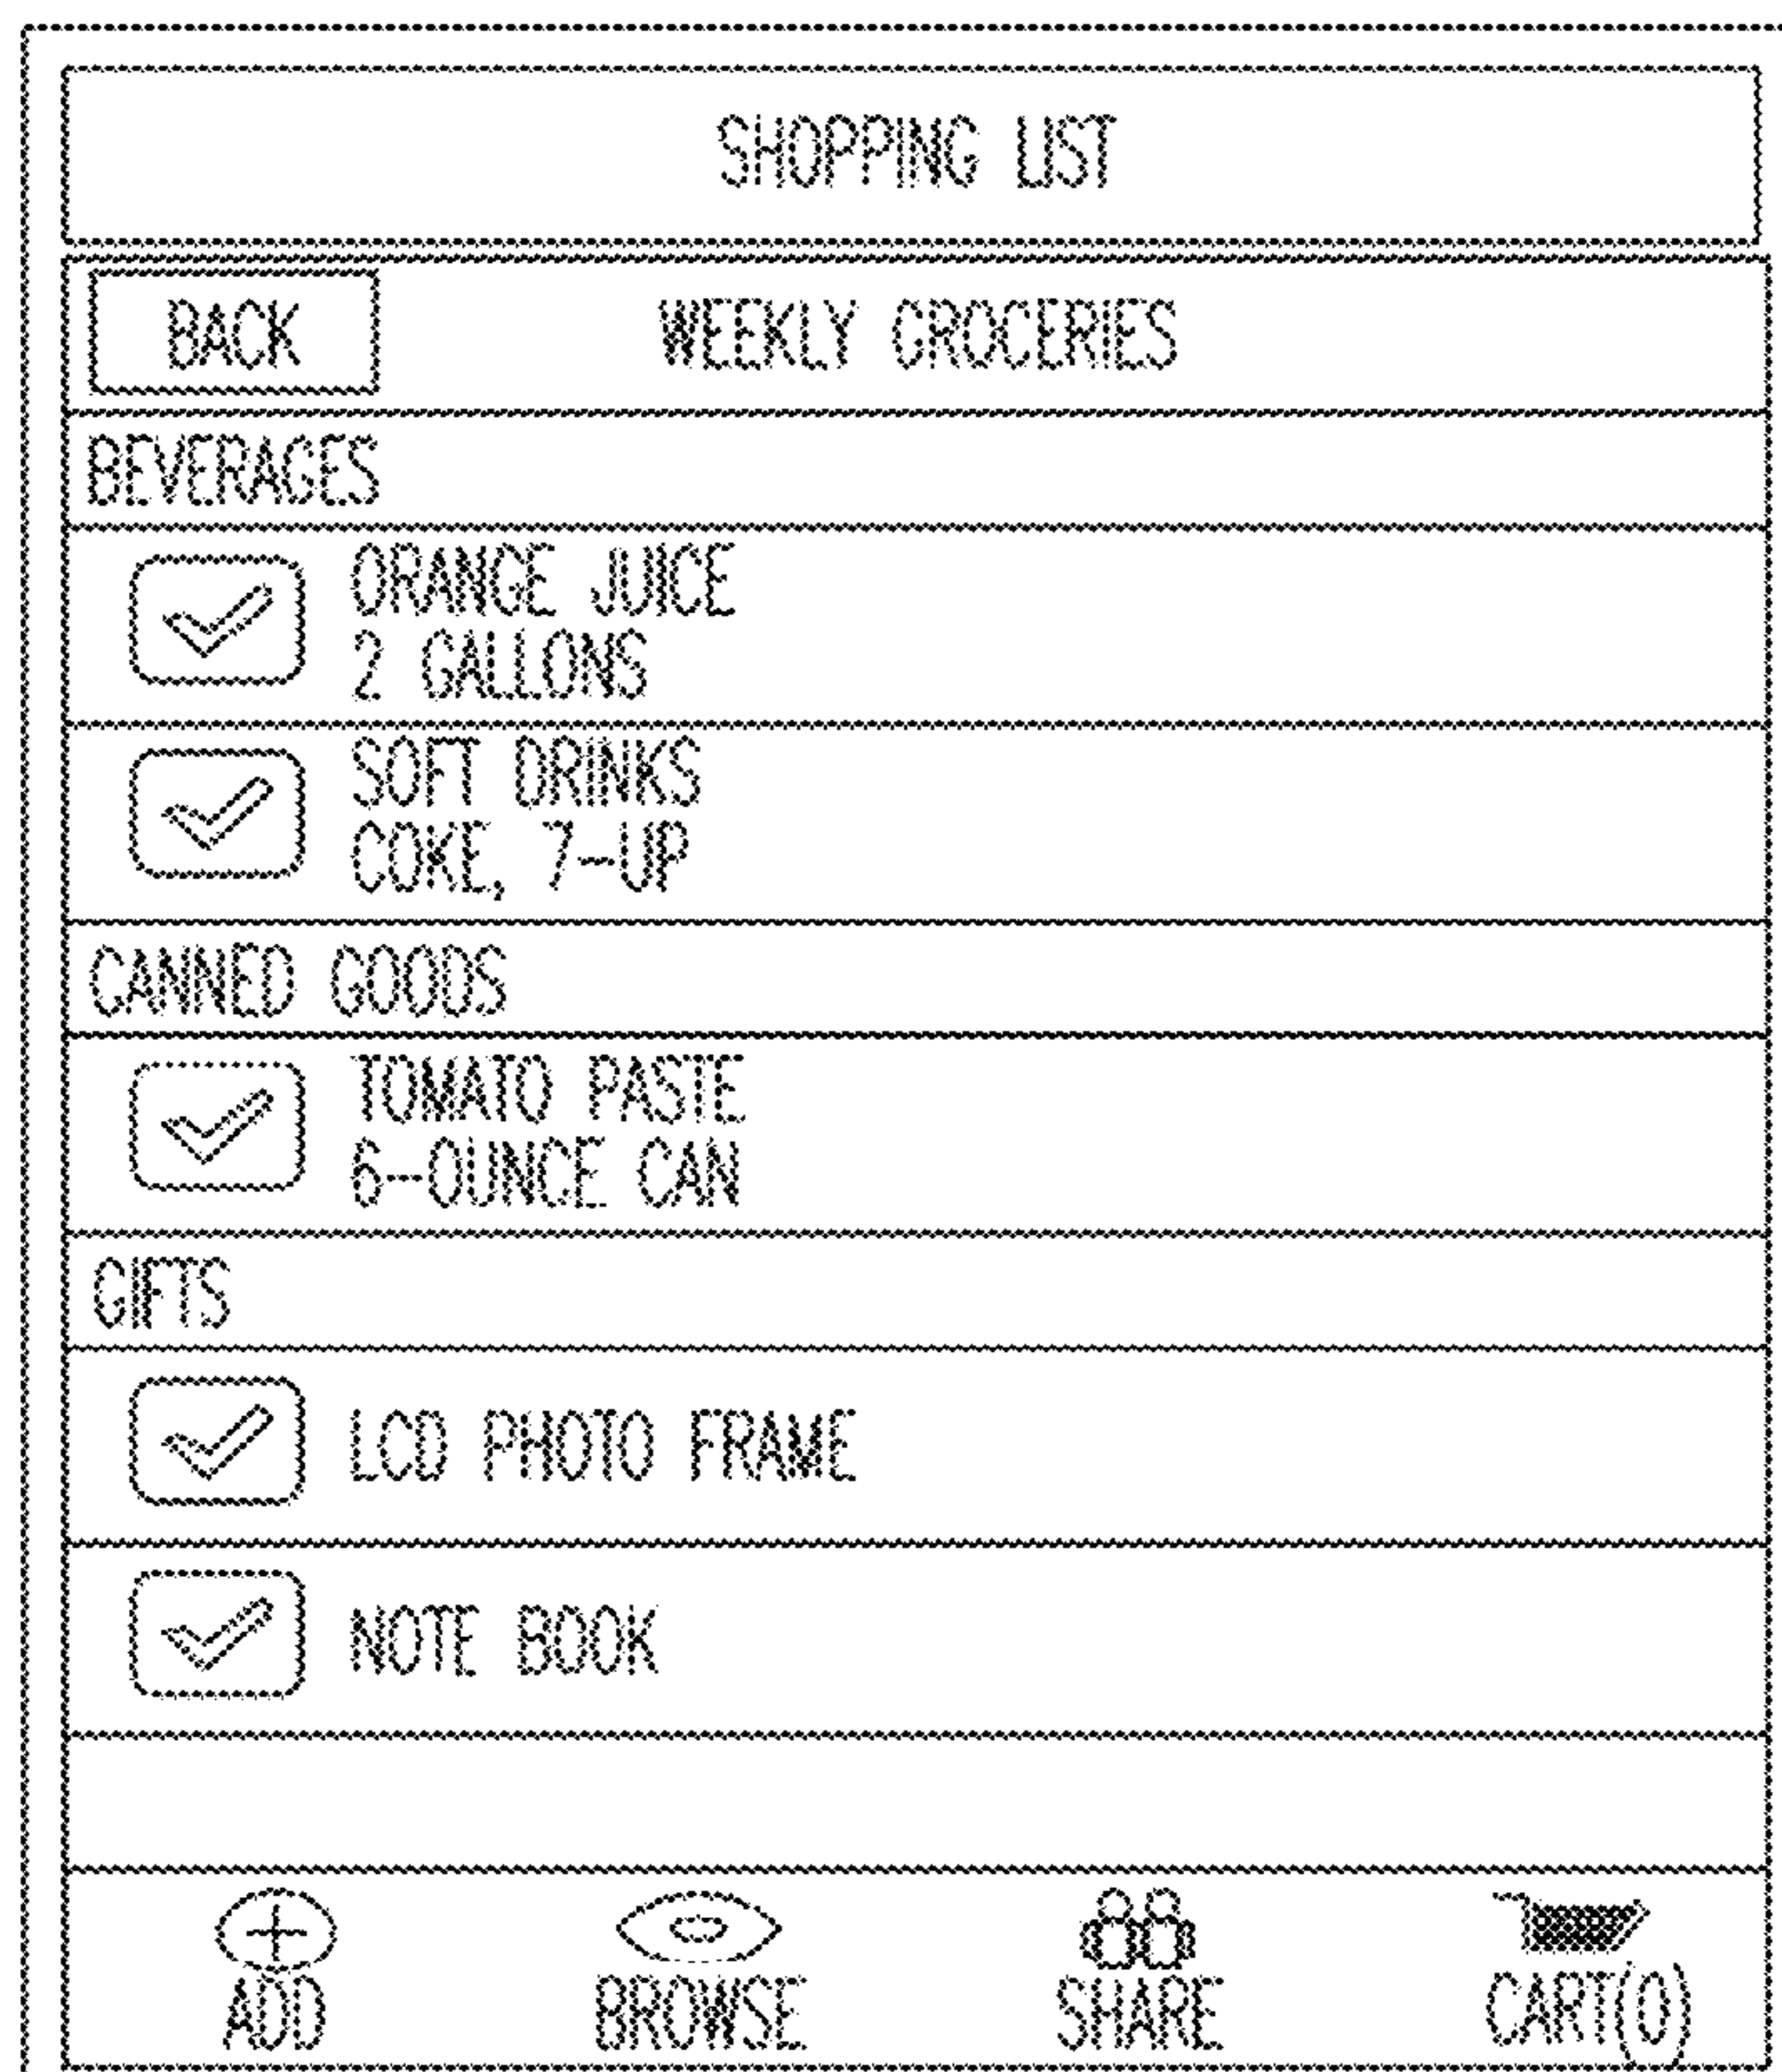 SHOPPING LIST
BACK WEEKLY GROCERIES
BEVERAGES
ORANGE JUICE
2 GALLONS
SOFT DRINKS
COKE, 7-UP
CANNED GOODS
TOMATO PASTE
6-OUNCE CAN
GIFTS
LCD PHOTO FRAME
NOTE BOOK
ADD BROWSE SHARE CART(0)